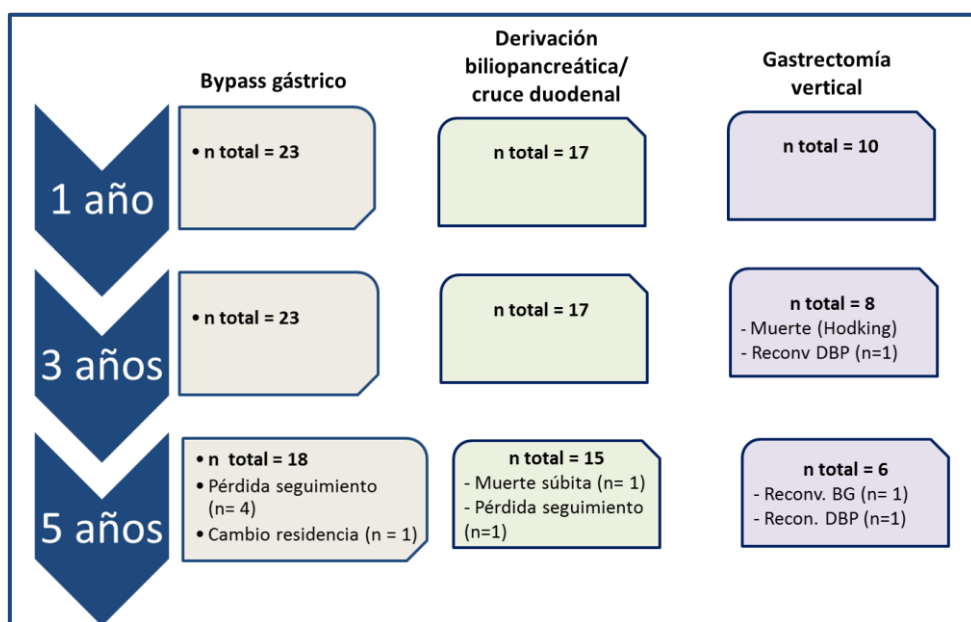 Bypass gástrico
Derivación
biliopancreática/
cruce duodenal
Gastrectomía
vertical
1 año
• n total = 23
n total = 17
n total = 10
3 años
• n total = 23
n total = 17
n total = 8
- Muerte (Hodking)
- Reconv DBP (n=1)
5 años
• n total = 18
• Pérdida seguimiento
(n= 4)
• Cambio residencia (n = 1)
n total = 15
- Muerte súbita (n= 1)
- Pérdida seguimiento
(n=1)
n total = 6
- Reconv. BG (n= 1)
- Recon. DBP (n=1)